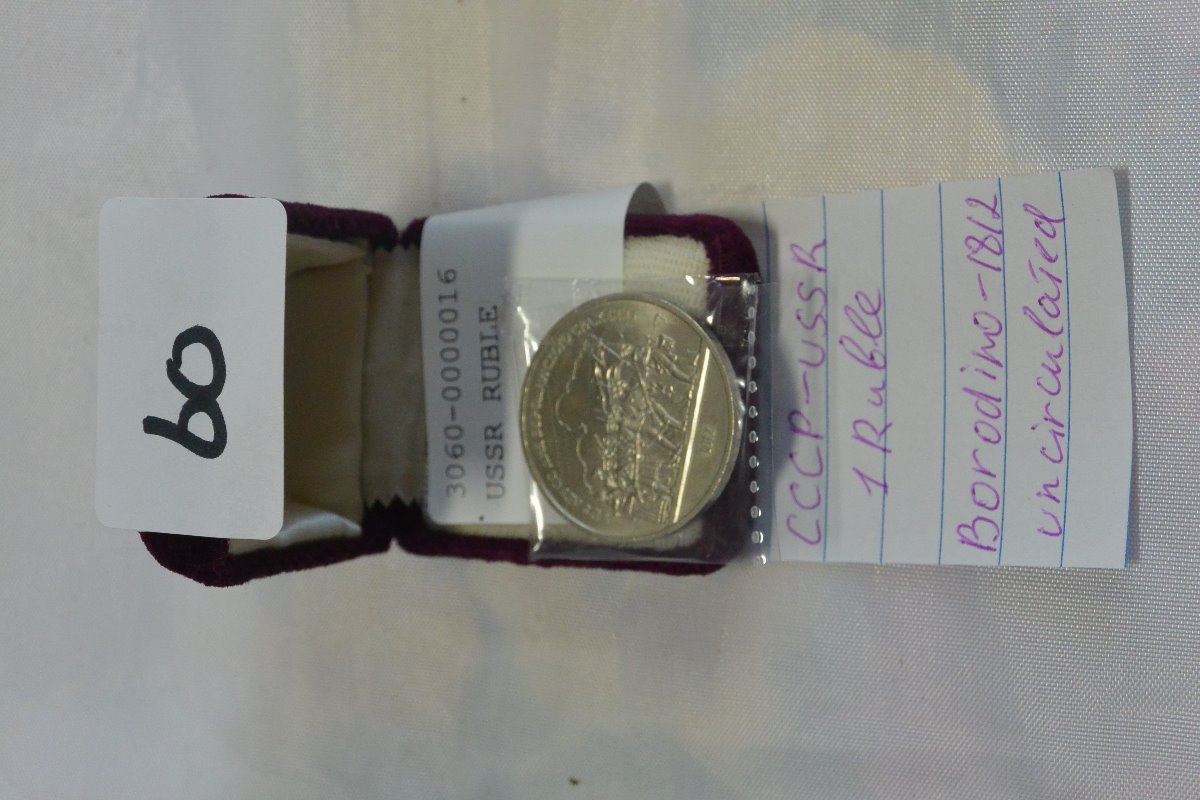 60
3060-0000016
USSR RUBLE
CCCP-USSR
1 Ruble
Borodino-1812
uncirculated